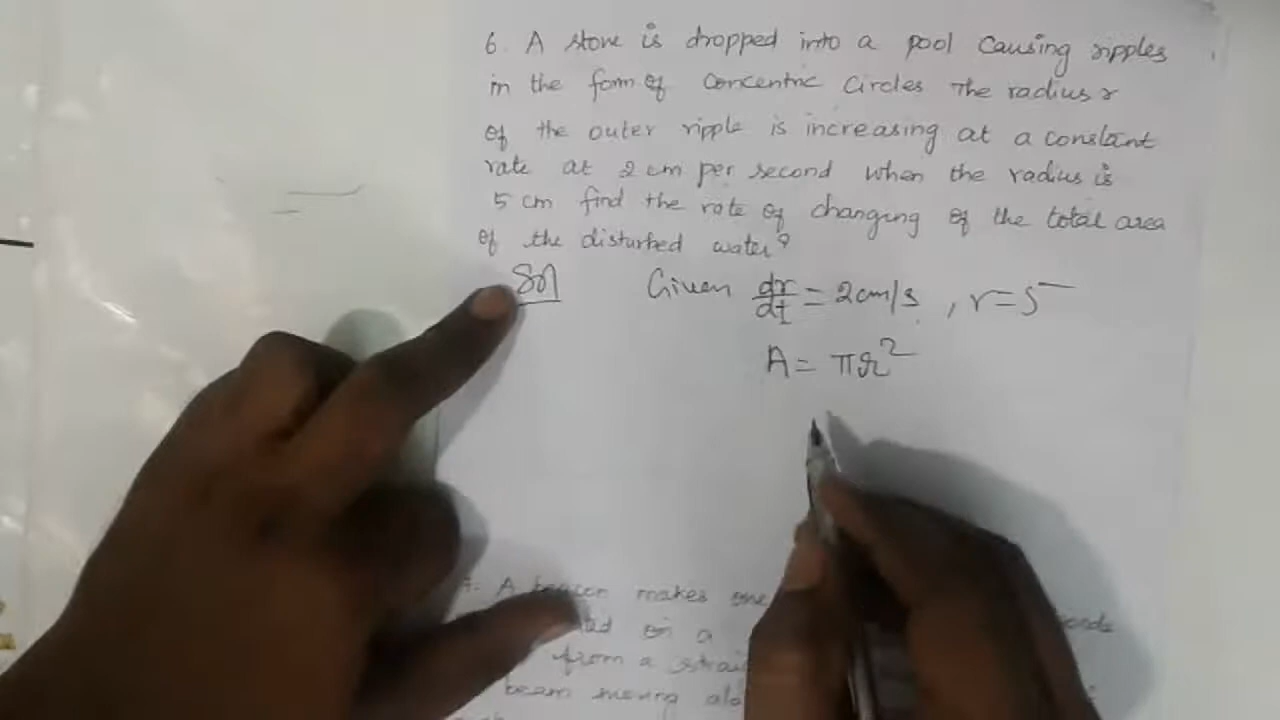 6. A stone is dropped into a pool causing ripples
in the form of concentric circles The radius r
of the outer ripple is increasing at a constant
rate at 2 cm per second when the radius is
5 cm find the rate of changing of the total area
of the disturbed water?
Sol Given dr/dt = 2cm/s , r=5
A = πr²
A beacon makes one
on a
from a
beam moving